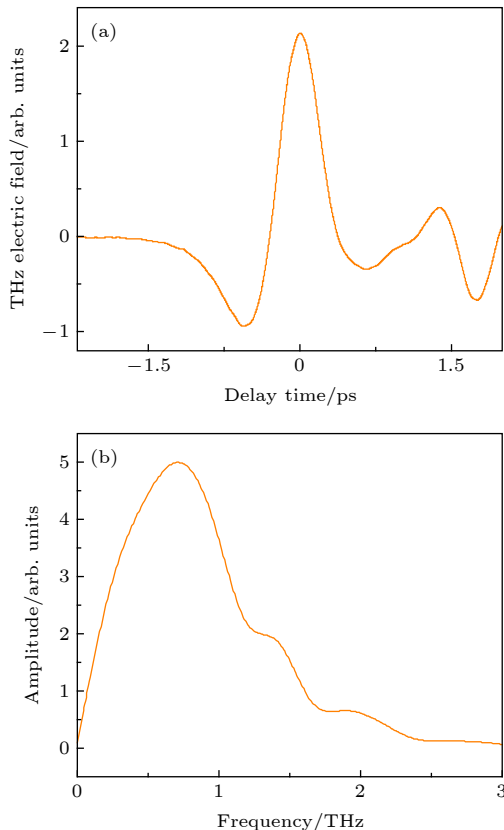 (a)
THz electric field/arb. units
2
1
0
−1
−1.5
0
1.5
Delay time/ps
(b)
Amplitude/arb. units
5
4
3
2
1
0
0
1
2
3
Frequency/THz